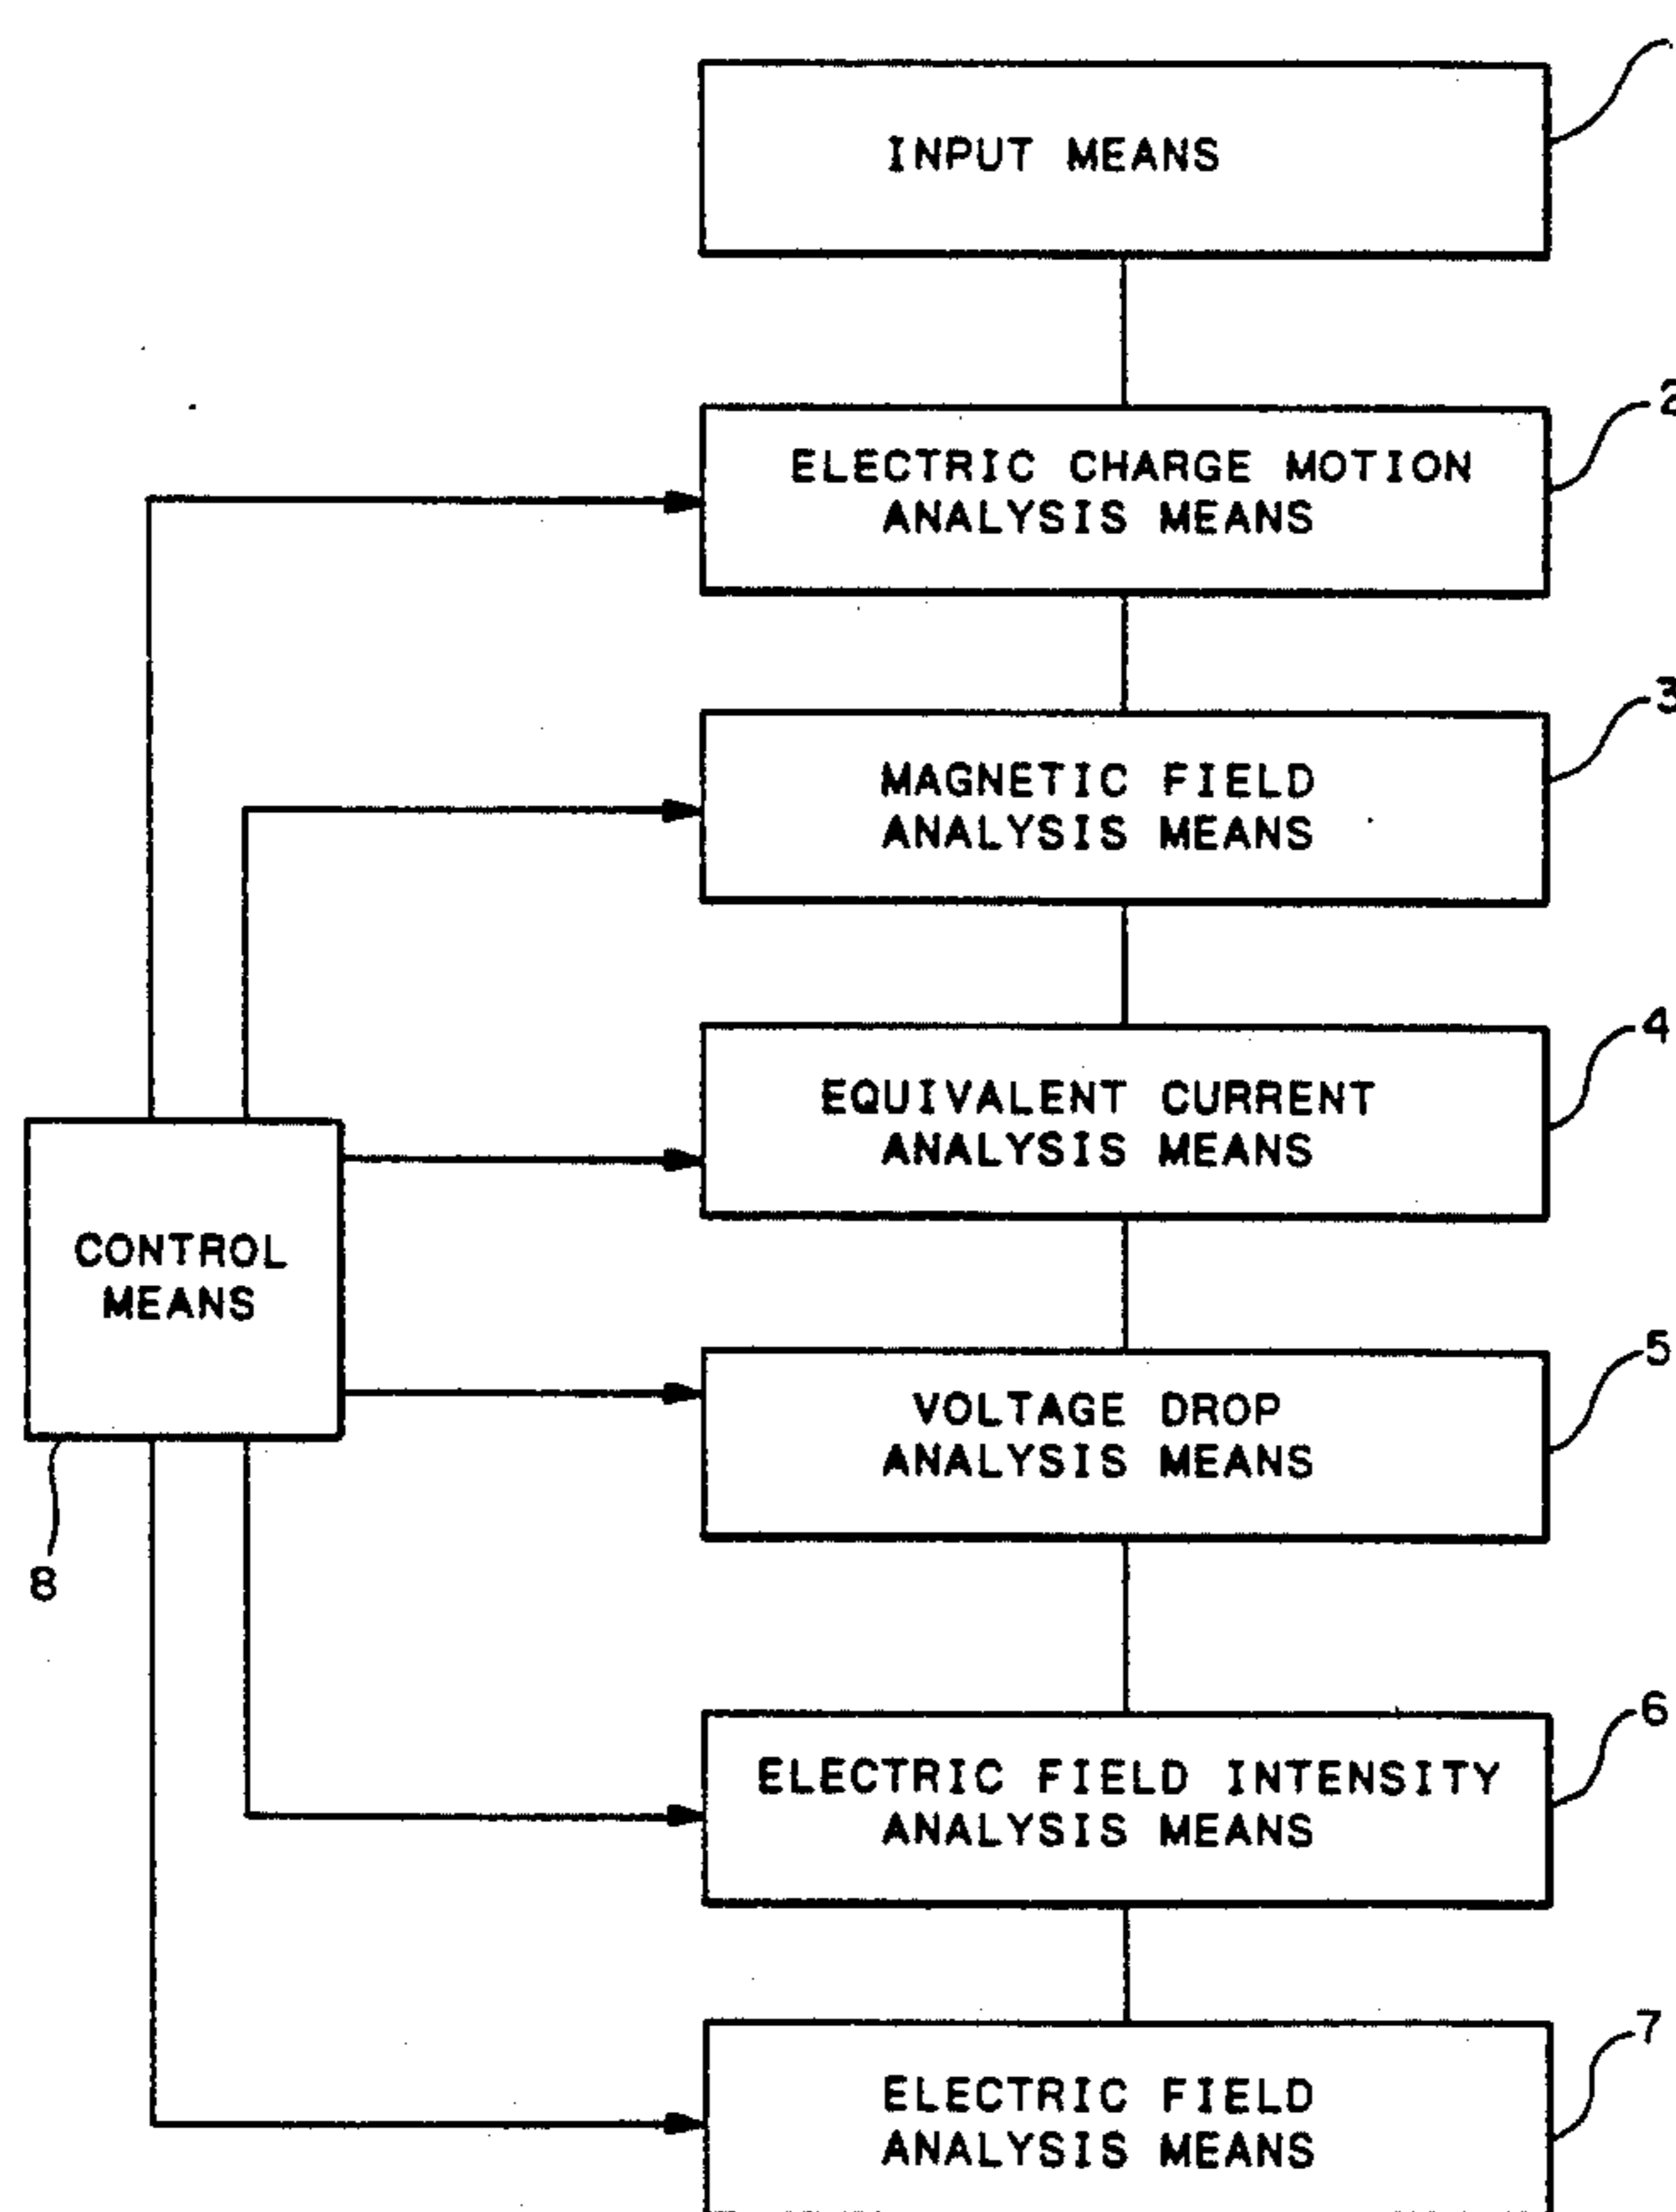 INPUT MEANS
2
ELECTRIC CHARGE MOTION
ANALYSIS MEANS
3
MAGNETIC FIELD
ANALYSIS MEANS
4
EQUIVALENT CURRENT
ANALYSIS MEANS
CONTROL
MEANS
5
VOLTAGE DROP
ANALYSIS MEANS
8
6
ELECTRIC FIELD INTENSITY
ANALYSIS MEANS
7
ELECTRIC FIELD
ANALYSIS MEANS